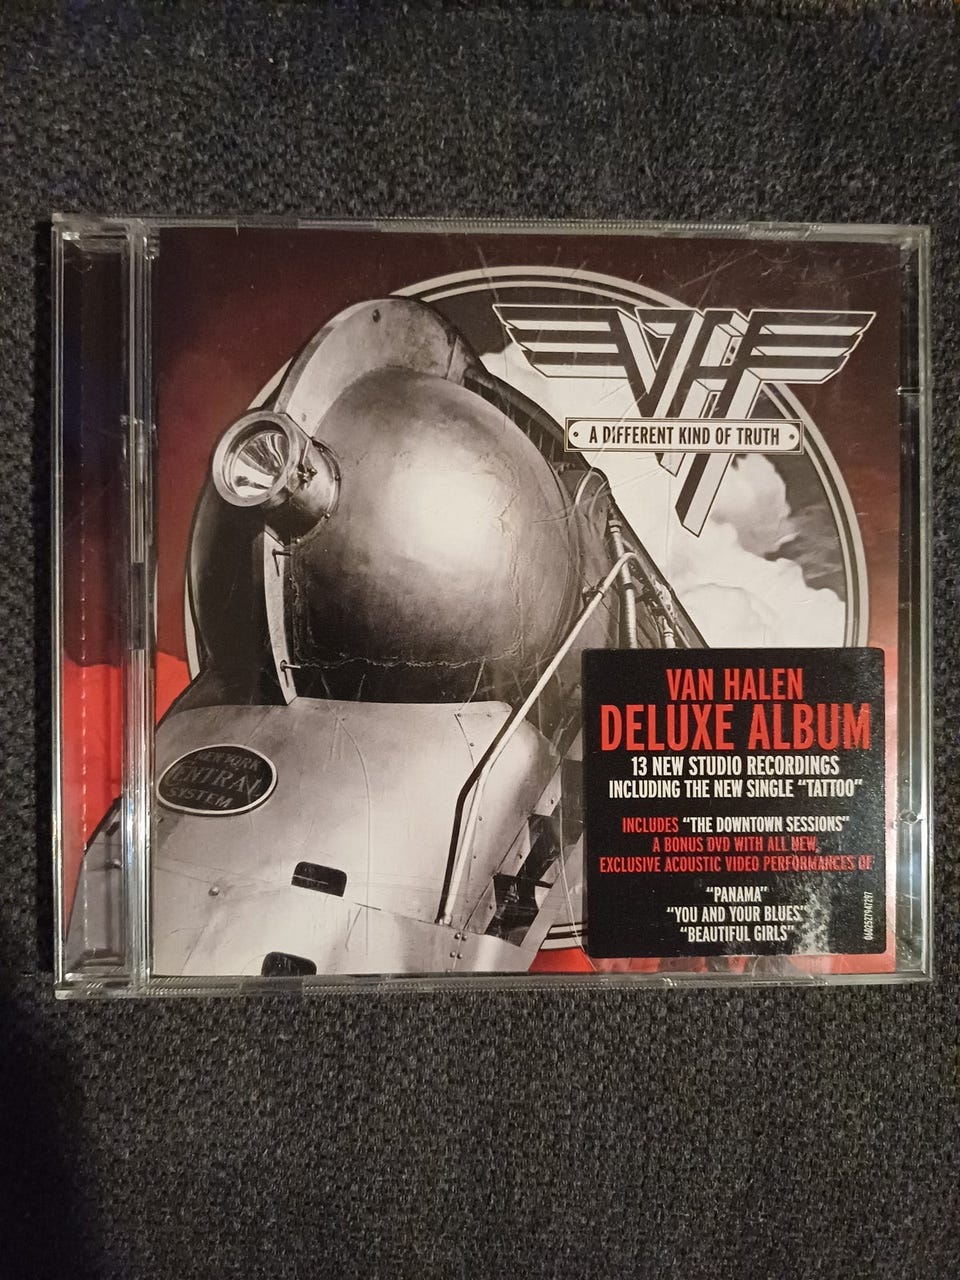 VH
A DIFFERENT KIND OF TRUTH
NEW YORK
CENTRAL
SYSTEM
VAN HALEN
DELUXE ALBUM
13 NEW STUDIO RECORDINGS
INCLUDING THE NEW SINGLE "TATTOO"
INCLUDES "THE DOWNTOWN SESSIONS"
A BONUS DVD WITH ALL NEW,
EXCLUSIVE ACOUSTIC VIDEO PERFORMANCES OF
"PANAMA"
"YOU AND YOUR BLUES"
"BEAUTIFUL GIRLS"
0602527947297